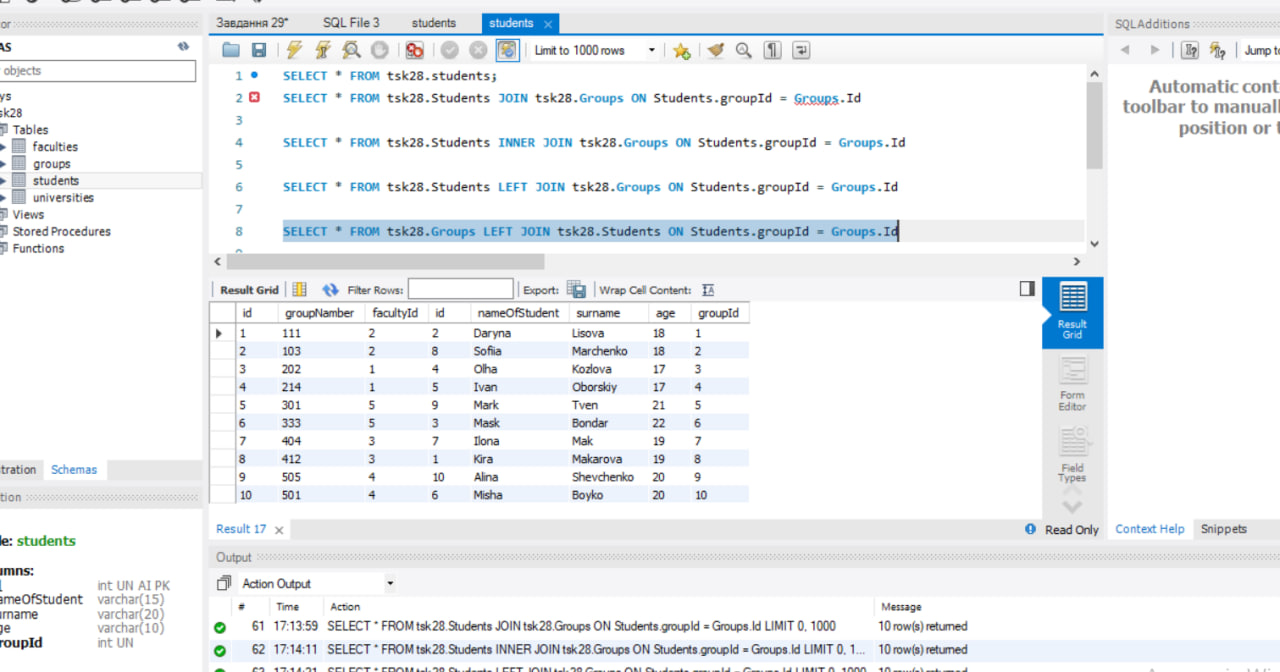 Завдання 29*	SQL File 3	students	students
SQLAdditions
Limit to 1000 rows
Jump to
objects
1 SELECT * FROM tsk28.students;
2 SELECT * FROM tsk28.Students JOIN tsk28.Groups ON Students.groupId = Groups.Id
3
4 SELECT * FROM tsk28.Students INNER JOIN tsk28.Groups ON Students.groupId = Groups.Id
5
6 SELECT * FROM tsk28.Students LEFT JOIN tsk28.Groups ON Students.groupId = Groups.Id
7
8 SELECT * FROM tsk28.Groups LEFT JOIN tsk28.Students ON Students.groupId = Groups.Id
Automatic cont
toolbar to manuall
position or t
Tables
faculties
groups
students
universities
Views
Stored Procedures
Functions
Result Grid	Filter Rows:	Export:	Wrap Cell Content:
id	groupNamber	facultyId	id	nameOfStudent	surname	age	groupId
1	111	2	2	Daryna	Lisova	18	1
2	103	2	8	Sofiia	Marchenko	18	2
3	202	1	4	Olha	Kozlova	17	3
4	214	1	5	Ivan	Oborskiy	17	4
5	301	5	9	Mark	Tven	21	5
6	333	5	3	Mask	Bondar	22	6
7	404	3	7	Ilona	Mak	19	7
8	412	3	1	Kira	Makarova	19	8
9	505	4	10	Alina	Shevchenko	20	9
10	501	4	6	Misha	Boyko	20	10
Result
Grid
Form
Editor
Field
Types
tration	Schemas
Result 17	Read Only	Context Help	Snippets
students
int UN AI PK
ameOfStudent	varchar(15)
varchar(20)
varchar(10)
roupId	int UN
Output
Action Output
#	Time	Action	Message
61	17:13:59	SELECT * FROM tsk28.Students JOIN tsk28.Groups ON Students.groupId = Groups.Id LIMIT 0, 1000	10 row(s) returned
62	17:14:11	SELECT * FROM tsk28.Students INNER JOIN tsk28.Groups ON Students.groupId = Groups.Id LIMIT 0, 1...	10 row(s) returned